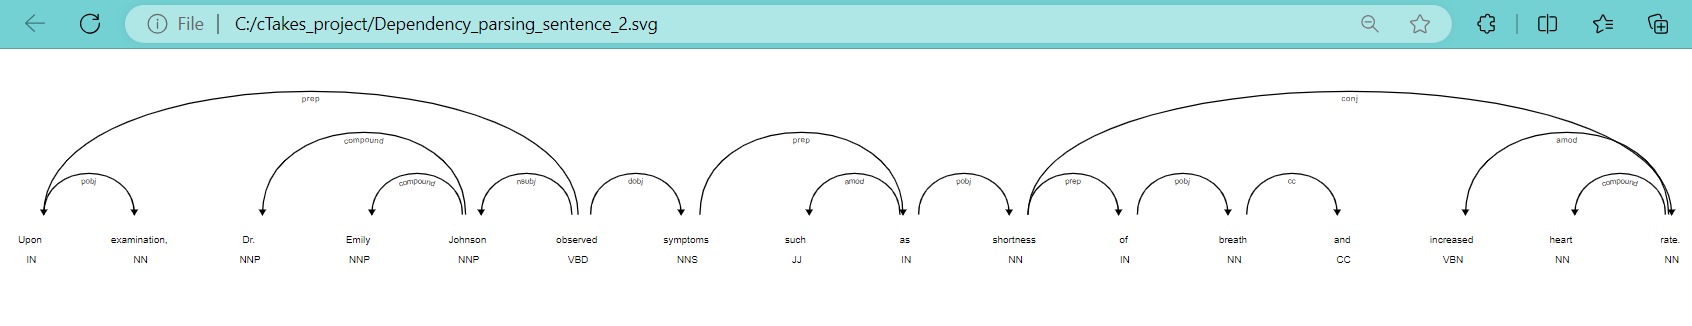 File C:/cTakes_project/Dependency_parsing_sentence_2.svg
prep conj
compound prep amod
pobj compound nsubj dobj amod pobj prep pobj cc compound
Upon examination, Dr. Emily Johnson observed symptoms such as shortness of breath and increased heart rate.
IN NN NNP NNP NNP VBD NNS JJ IN NN IN NN CC VBN NN NN